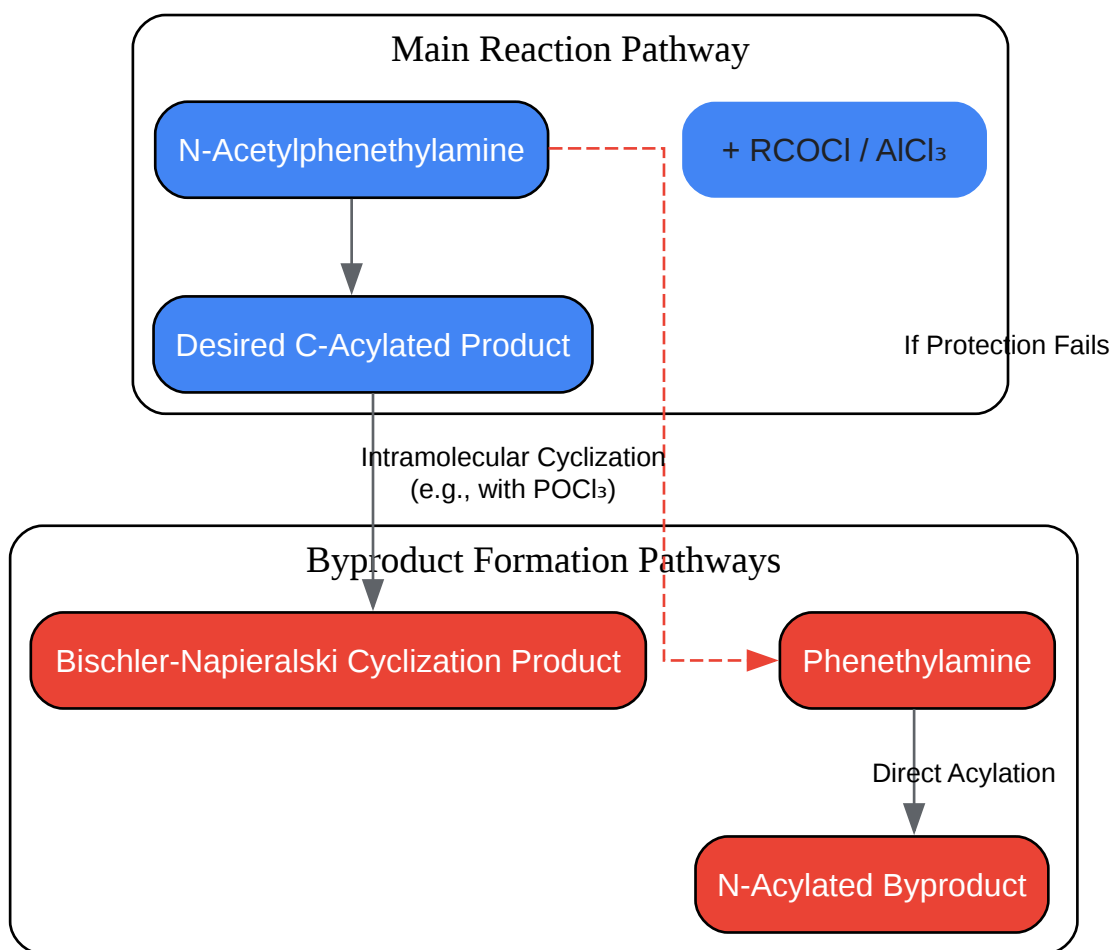 Main Reaction Pathway
N-Acetylphenethylamine
+ RCOCl / AlCl₃
Desired C-Acylated Product
If Protection Fails
Intramolecular Cyclization
(e.g., with POCl₃)
Byproduct Formation Pathways
Bischler-Napieralski Cyclization Product
Phenethylamine
Direct Acylation
N-Acylated Byproduct